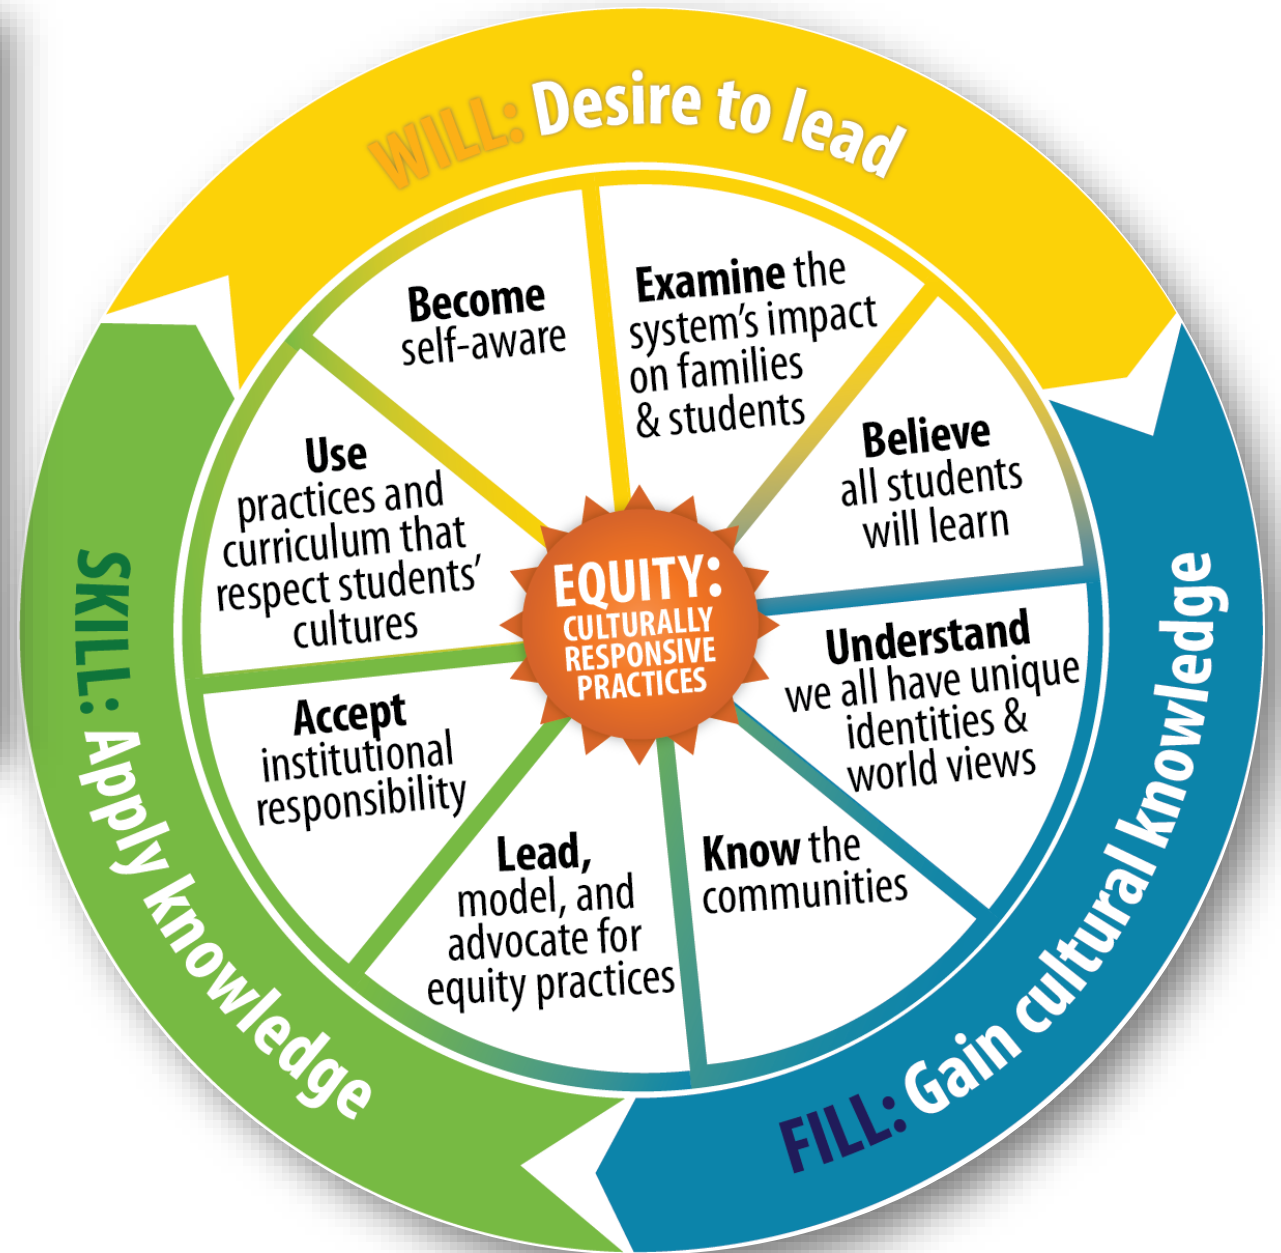 WILL: Desire to lead
Become
self-aware
Examine the
system's impact
on families
& students
Believe
all students
will learn
Understand
we all have unique
identities &
world views
Know the
communities
Lead,
model, and
advocate for
equity practices
Accept
institutional
responsibility
Use
practices and
curriculum that
respect students'
cultures
EQUITY:
CULTURALLY
RESPONSIVE
PRACTICES
FILL: Gain cultural knowledge
SKILL: Apply knowledge